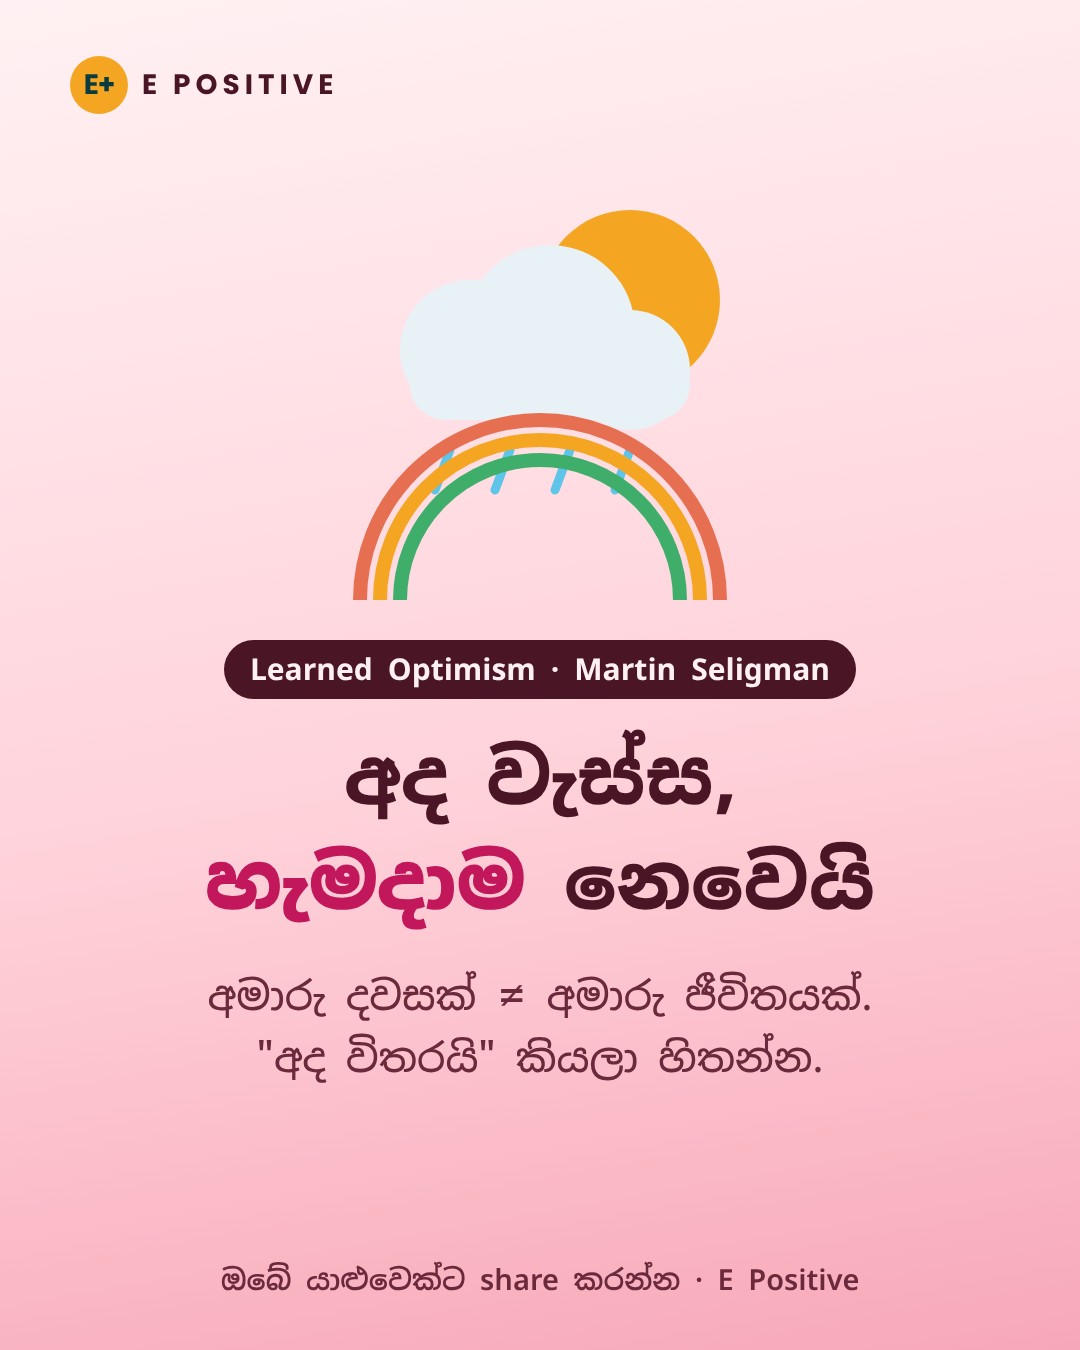 E+ E POSITIVE
Learned Optimism · Martin Seligman
අද වැස්ස,
හැමදාම නෙවෙයි
අමාරු දවසක් ≠ අමාරු ජීවිතයක්.
"අද විතරයි" කියලා හිතන්න.
ඔබේ යාළුවෙක්ට share කරන්න · E Positive